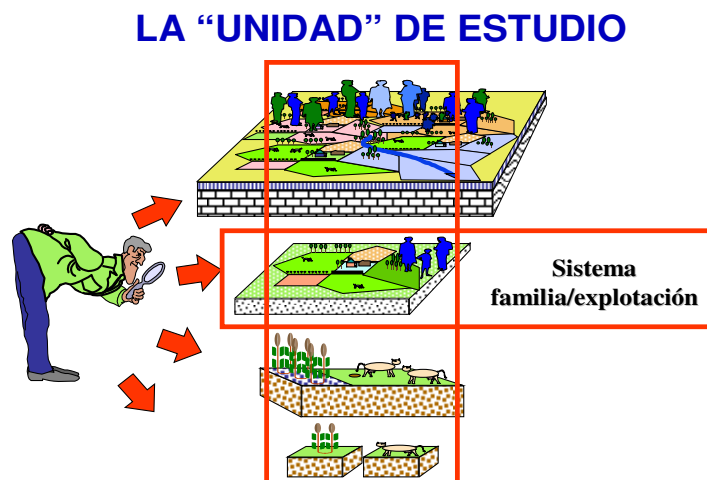 LA “UNIDAD” DE ESTUDIO
Sistema
familia/explotación